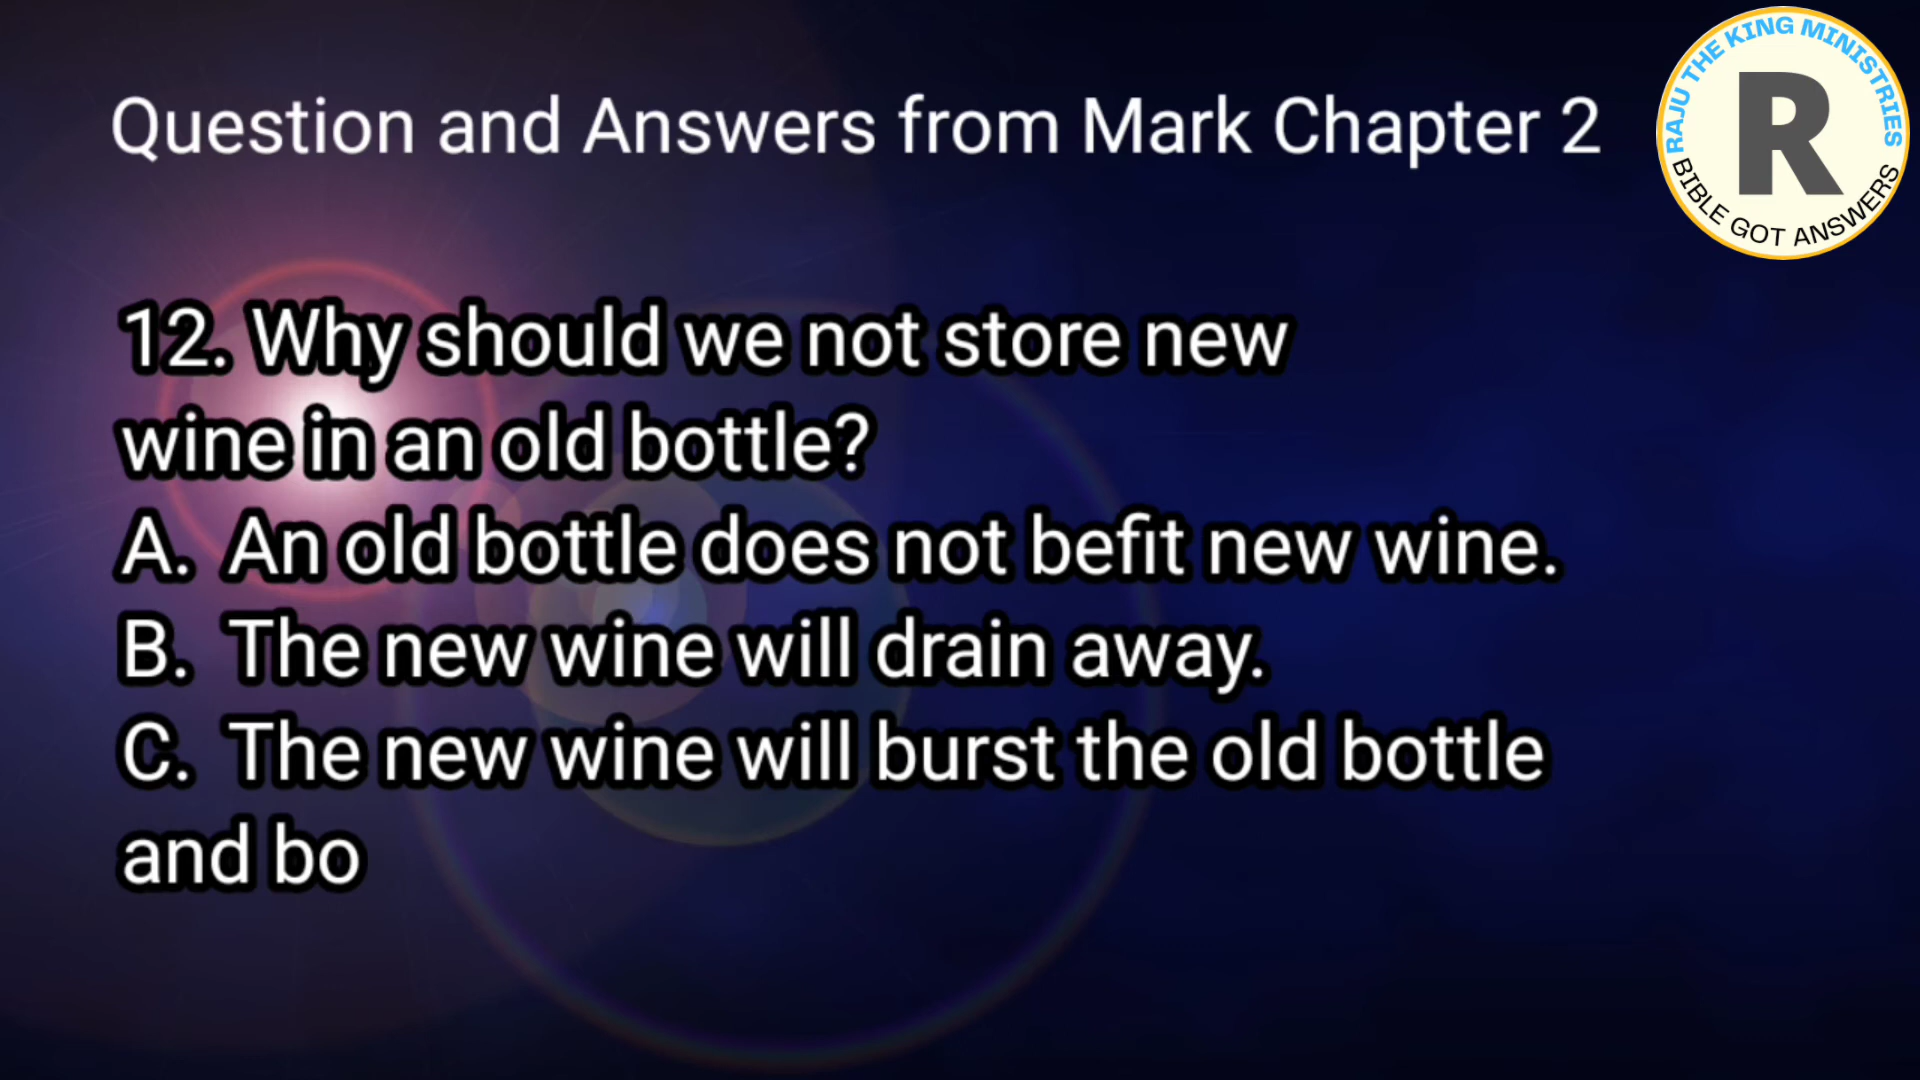 Question and Answers from Mark Chapter 2
RAJU THE KING MINISTRIES
R
BIBLE GOT ANSWERS
12. Why should we not store new
wine in an old bottle?
A. An old bottle does not befit new wine.
B. The new wine will drain away.
C. The new wine will burst the old bottle
and bo